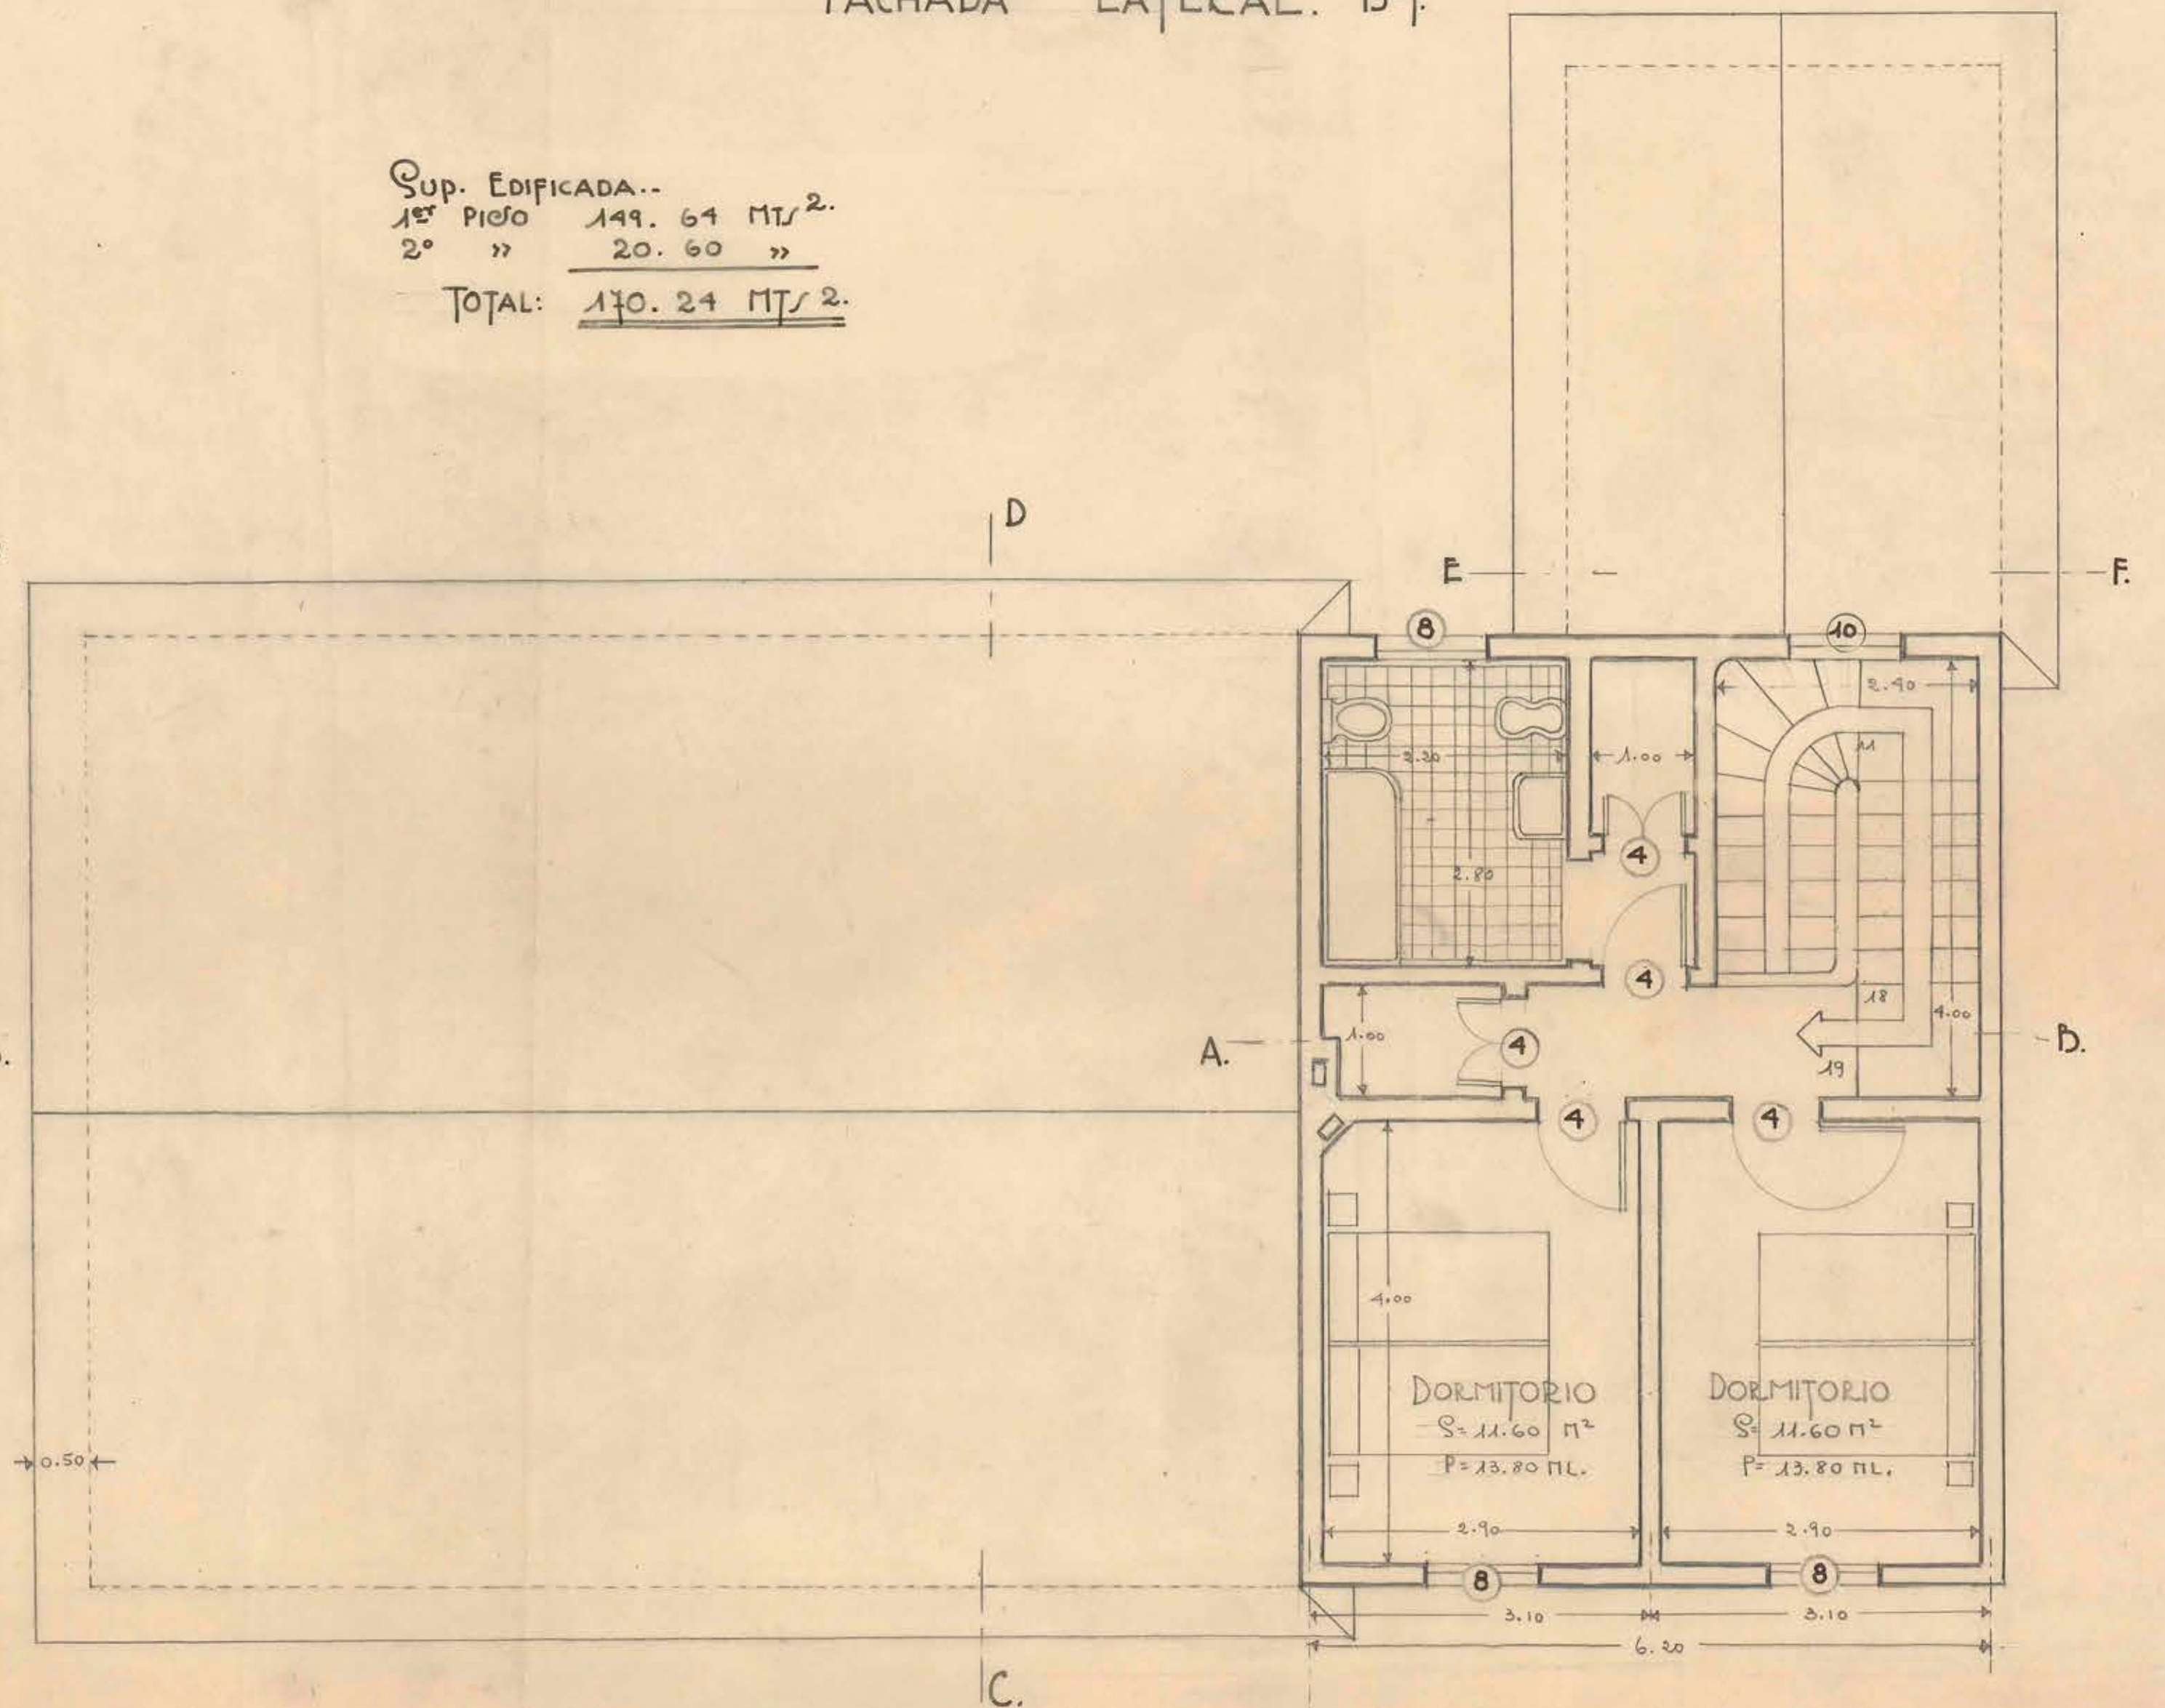 FACHADA LATERAL. B F.
Sup. EDIFICADA..
1er PISO 149. 64 MTS 2.
2° » 20. 60 »
TOTAL: 170. 24 MTS 2.
D
E
F.
8
10
2.40
11
2.20
1.00
4
2.80
4
18
4.00
A.
1.00
4
B.
19
4
4
4.00
DORMITORIO
S= 11.60 M²
P= 13.80 ML.
DORMITORIO
S= 11.60 M²
P= 13.80 ML.
0.50
2.90
2.90
8
8
3.10
3.10
6.20
C.